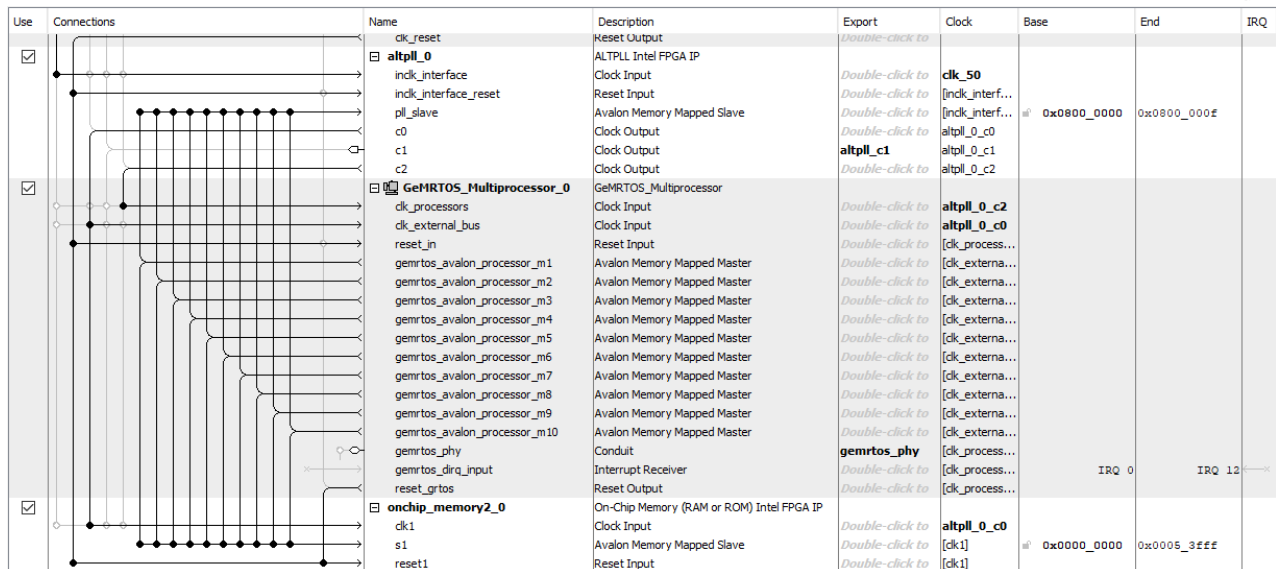 Use Connections Name Description Export Clock Base End IRQ
clk_reset Reset Output Double-click to
altpll_0 ALTPLL Intel FPGA IP
inclk_interface Clock Input Double-click to clk_50
inclk_interface_reset Reset Input Double-click to [inclk_interf...
pll_slave Avalon Memory Mapped Slave Double-click to [inclk_interf... 0x0800_0000 0x0800_000f
c0 Clock Output Double-click to altpll_0_c0
c1 Clock Output altpll_c1 altpll_0_c1
c2 Clock Output Double-click to altpll_0_c2
GeMRTOS_Multiprocessor_0 GeMRTOS_Multiprocessor
clk_processors Clock Input Double-click to altpll_0_c2
clk_external_bus Clock Input Double-click to altpll_0_c0
reset_in Reset Input Double-click to [clk_process...
gemrtos_avalon_processor_m1 Avalon Memory Mapped Master Double-click to [clk_externa...
gemrtos_avalon_processor_m2 Avalon Memory Mapped Master Double-click to [clk_externa...
gemrtos_avalon_processor_m3 Avalon Memory Mapped Master Double-click to [clk_externa...
gemrtos_avalon_processor_m4 Avalon Memory Mapped Master Double-click to [clk_externa...
gemrtos_avalon_processor_m5 Avalon Memory Mapped Master Double-click to [clk_externa...
gemrtos_avalon_processor_m6 Avalon Memory Mapped Master Double-click to [clk_externa...
gemrtos_avalon_processor_m7 Avalon Memory Mapped Master Double-click to [clk_externa...
gemrtos_avalon_processor_m8 Avalon Memory Mapped Master Double-click to [clk_externa...
gemrtos_avalon_processor_m9 Avalon Memory Mapped Master Double-click to [clk_externa...
gemrtos_avalon_processor_m10 Avalon Memory Mapped Master Double-click to [clk_externa...
gemrtos_phy Conduit gemrtos_phy [clk_process...
gemrtos_dirq_input Interrupt Receiver Double-click to [clk_process... IRQ 0 IRQ 12
reset_grtos Reset Output Double-click to [clk_process...
onchip_memory2_0 On-Chip Memory (RAM or ROM) Intel FPGA IP
clk1 Clock Input Double-click to altpll_0_c0
s1 Avalon Memory Mapped Slave Double-click to [clk1] 0x0000_0000 0x0005_3fff
reset1 Reset Input Double-click to [clk1]